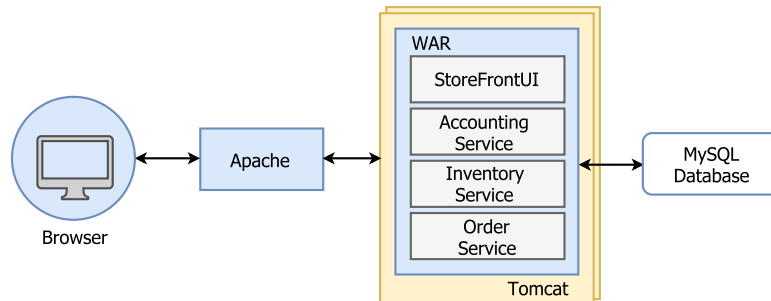 WAR
StoreFrontUI
Accounting
Service
Inventory
Service
Order
Service
Tomcat
Apache
Browser
MySQL
Database